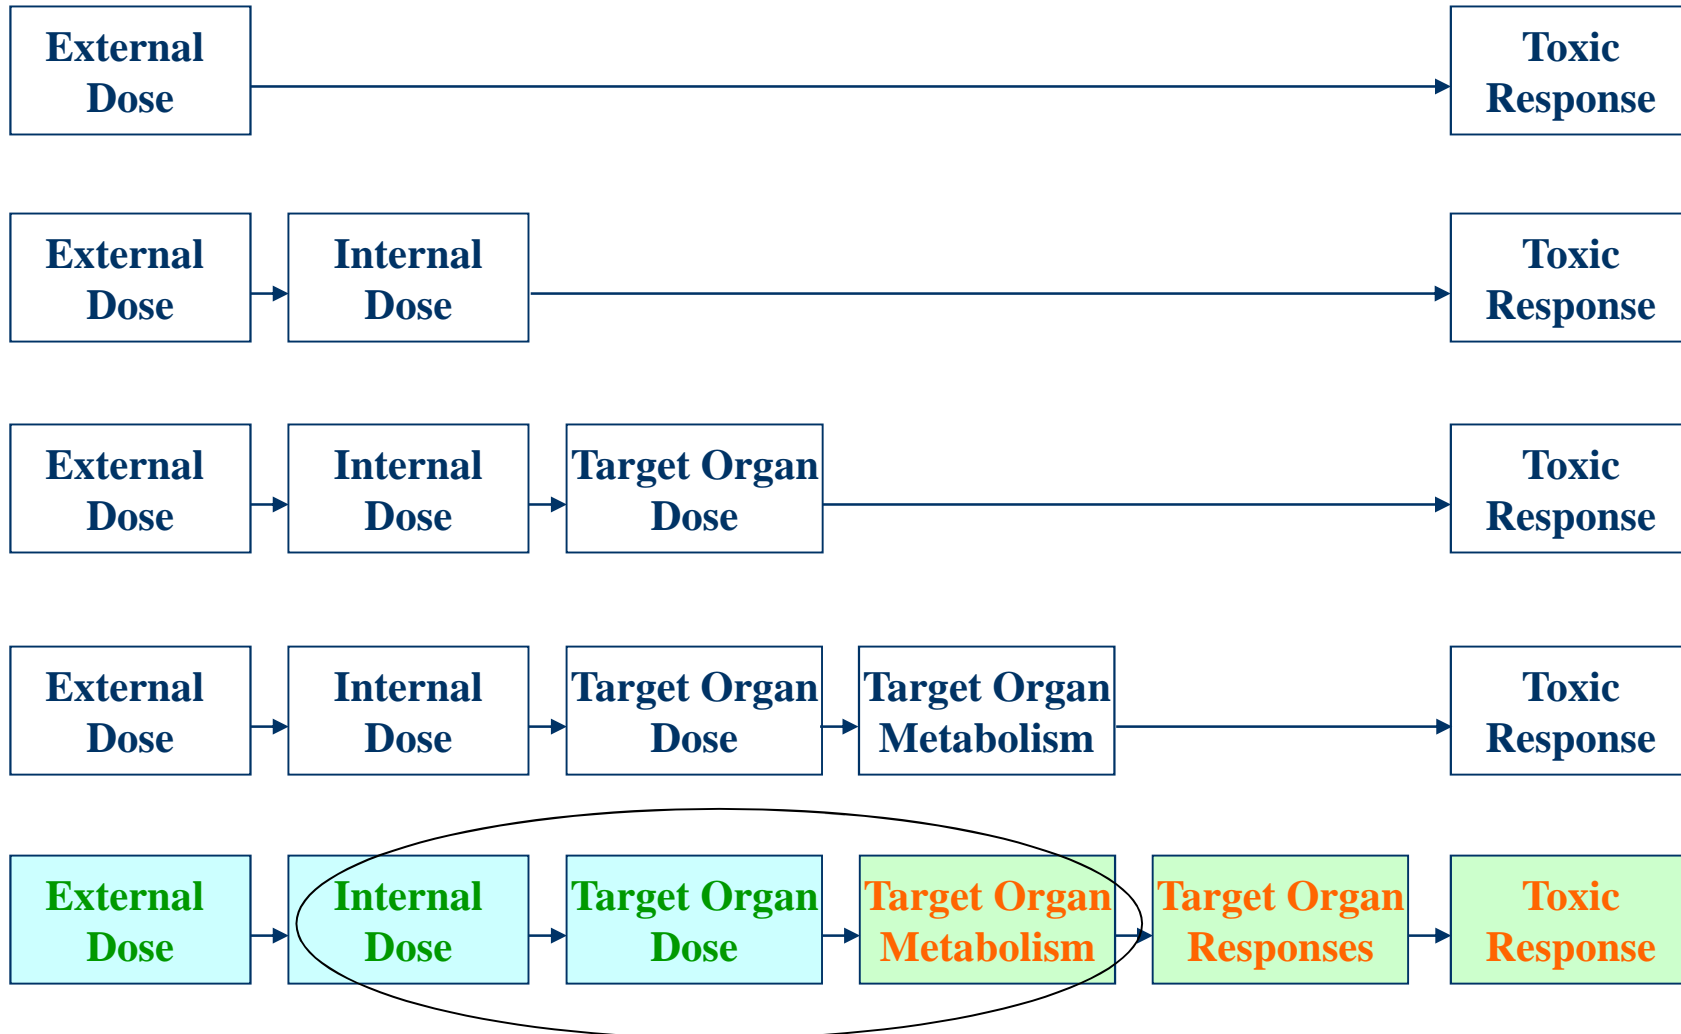 External
Dose
Toxic
Response
External
Dose
Internal
Dose
Toxic
Response
External
Dose
Internal
Dose
Target Organ
Dose
Toxic
Response
External
Dose
Internal
Dose
Target Organ
Dose
Target Organ
Metabolism
Toxic
Response
External
Dose
Internal
Dose
Target Organ
Dose
Target Organ
Metabolism
Target Organ
Responses
Toxic
Response